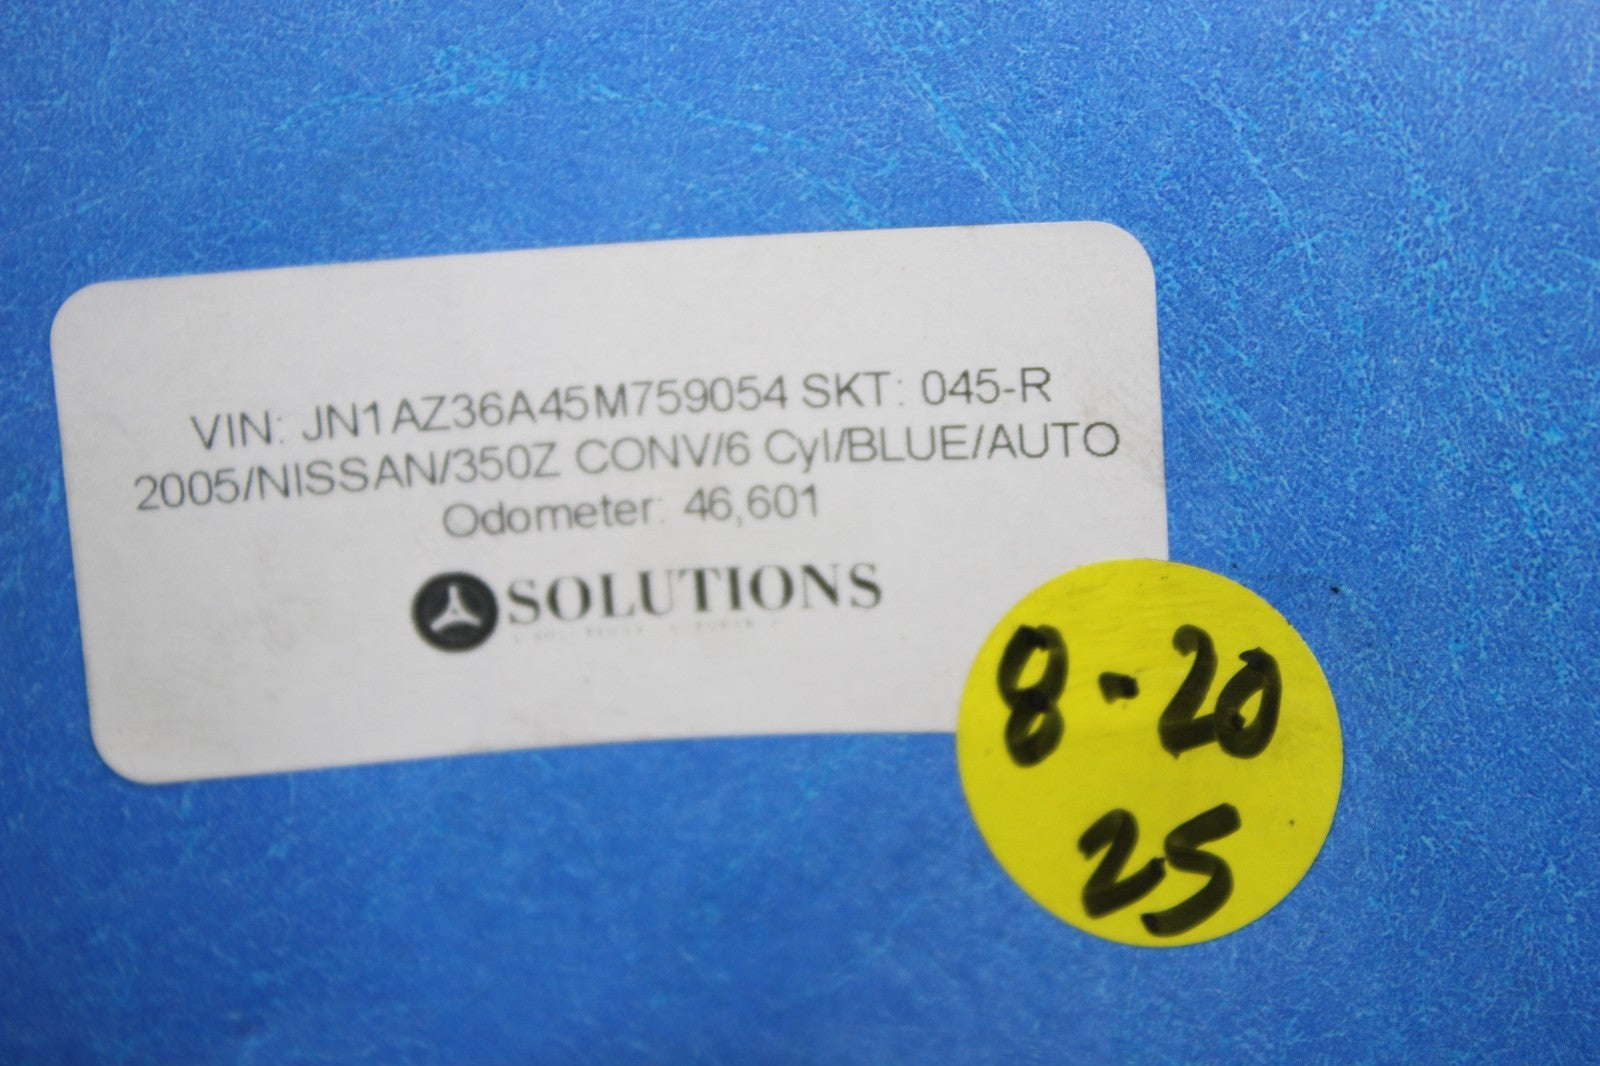 VIN: JN1AZ36A45M759054 SKT: 045-R
2005/NISSAN/350Z CONV/6 Cyl/BLUE/AUTO
Odometer: 46,601
SOLUTIONS
8-20
25